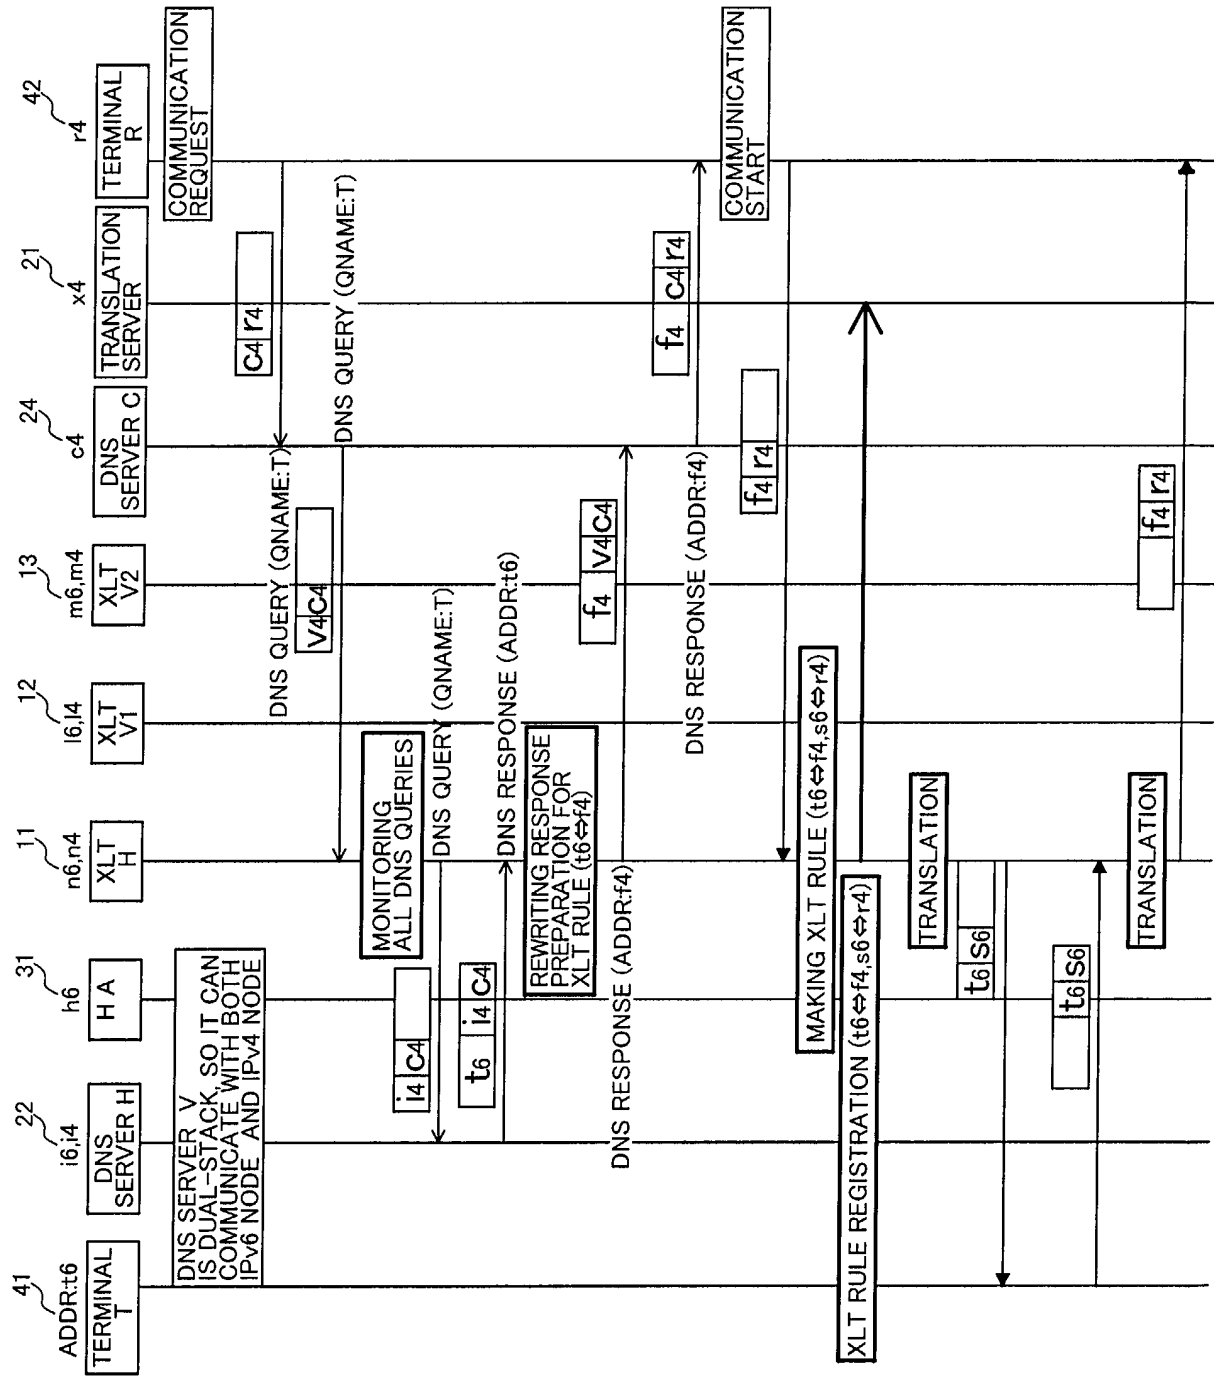 41
ADDR:t6
TERMINAL
T
22
i6,i4
DNS
SERVER H
31
h6
H A
11
n6,n4
XLT
H
12
l6,l4
XLT
V1
13
m6,m4
XLT
V2
24
c4
DNS
SERVER C
21
x4
TRANSLATION
SERVER
42
r4
TERMINAL
R
DNS SERVER V
IS DUAL-STACK, SO IT CAN
COMMUNICATE WITH BOTH
IPv6 NODE AND IPv4 NODE
COMMUNICATION
REQUEST
C4 r4
DNS QUERY (QNAME:T)
V4 C4
DNS QUERY (QNAME:T)
MONITORING
ALL DNS QUERIES
i4 C4
DNS QUERY (QNAME:T)
t6 i4 C4
DNS RESPONSE (ADDR:t6)
REWRITING RESPONSE
PREPARATION FOR
XLT RULE (t6⇔f4)
f4 V4 C4
DNS RESPONSE (ADDR:f4)
f4 C4 r4
DNS RESPONSE (ADDR:f4)
COMMUNICATION
START
f4 r4
MAKING XLT RULE (t6⇔f4,s6⇔r4)
XLT RULE REGISTRATION (t6⇔f4,s6⇔r4)
TRANSLATION
t6 S6
t6 S6
TRANSLATION
f4 r4